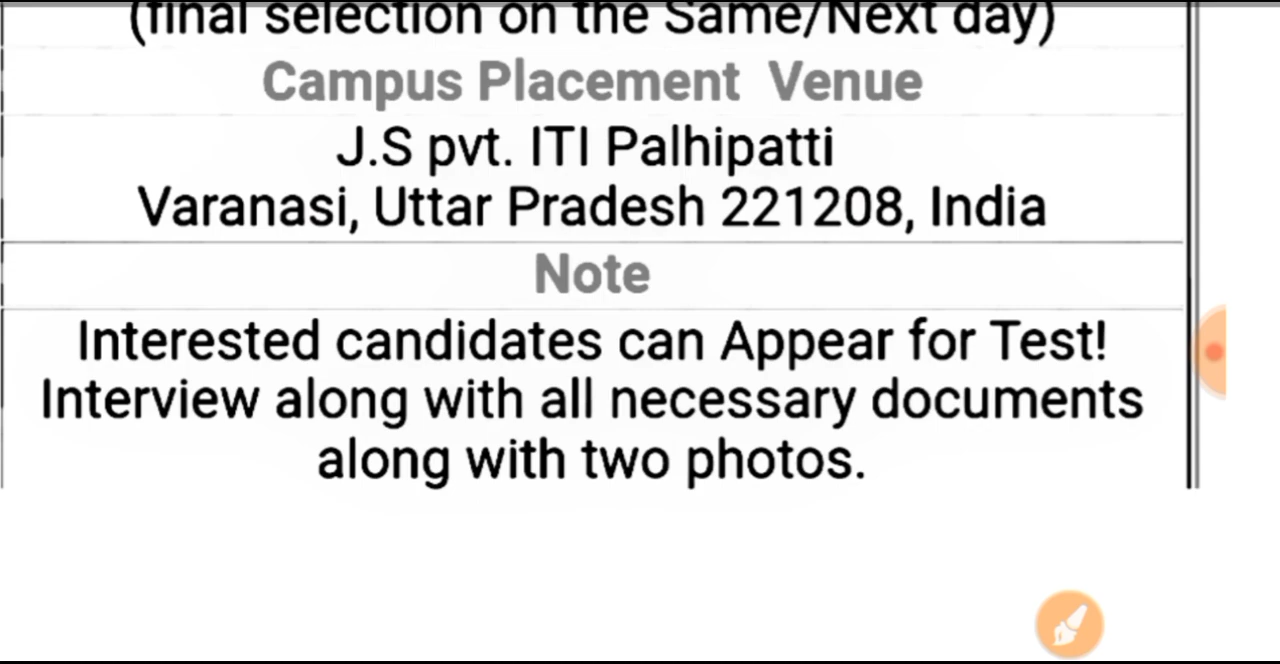 (final selection on the Same/Next day)
Campus Placement Venue
J.S pvt. ITI Palhipatti
Varanasi, Uttar Pradesh 221208, India
Note
Interested candidates can Appear for Test!
Interview along with all necessary documents
along with two photos.